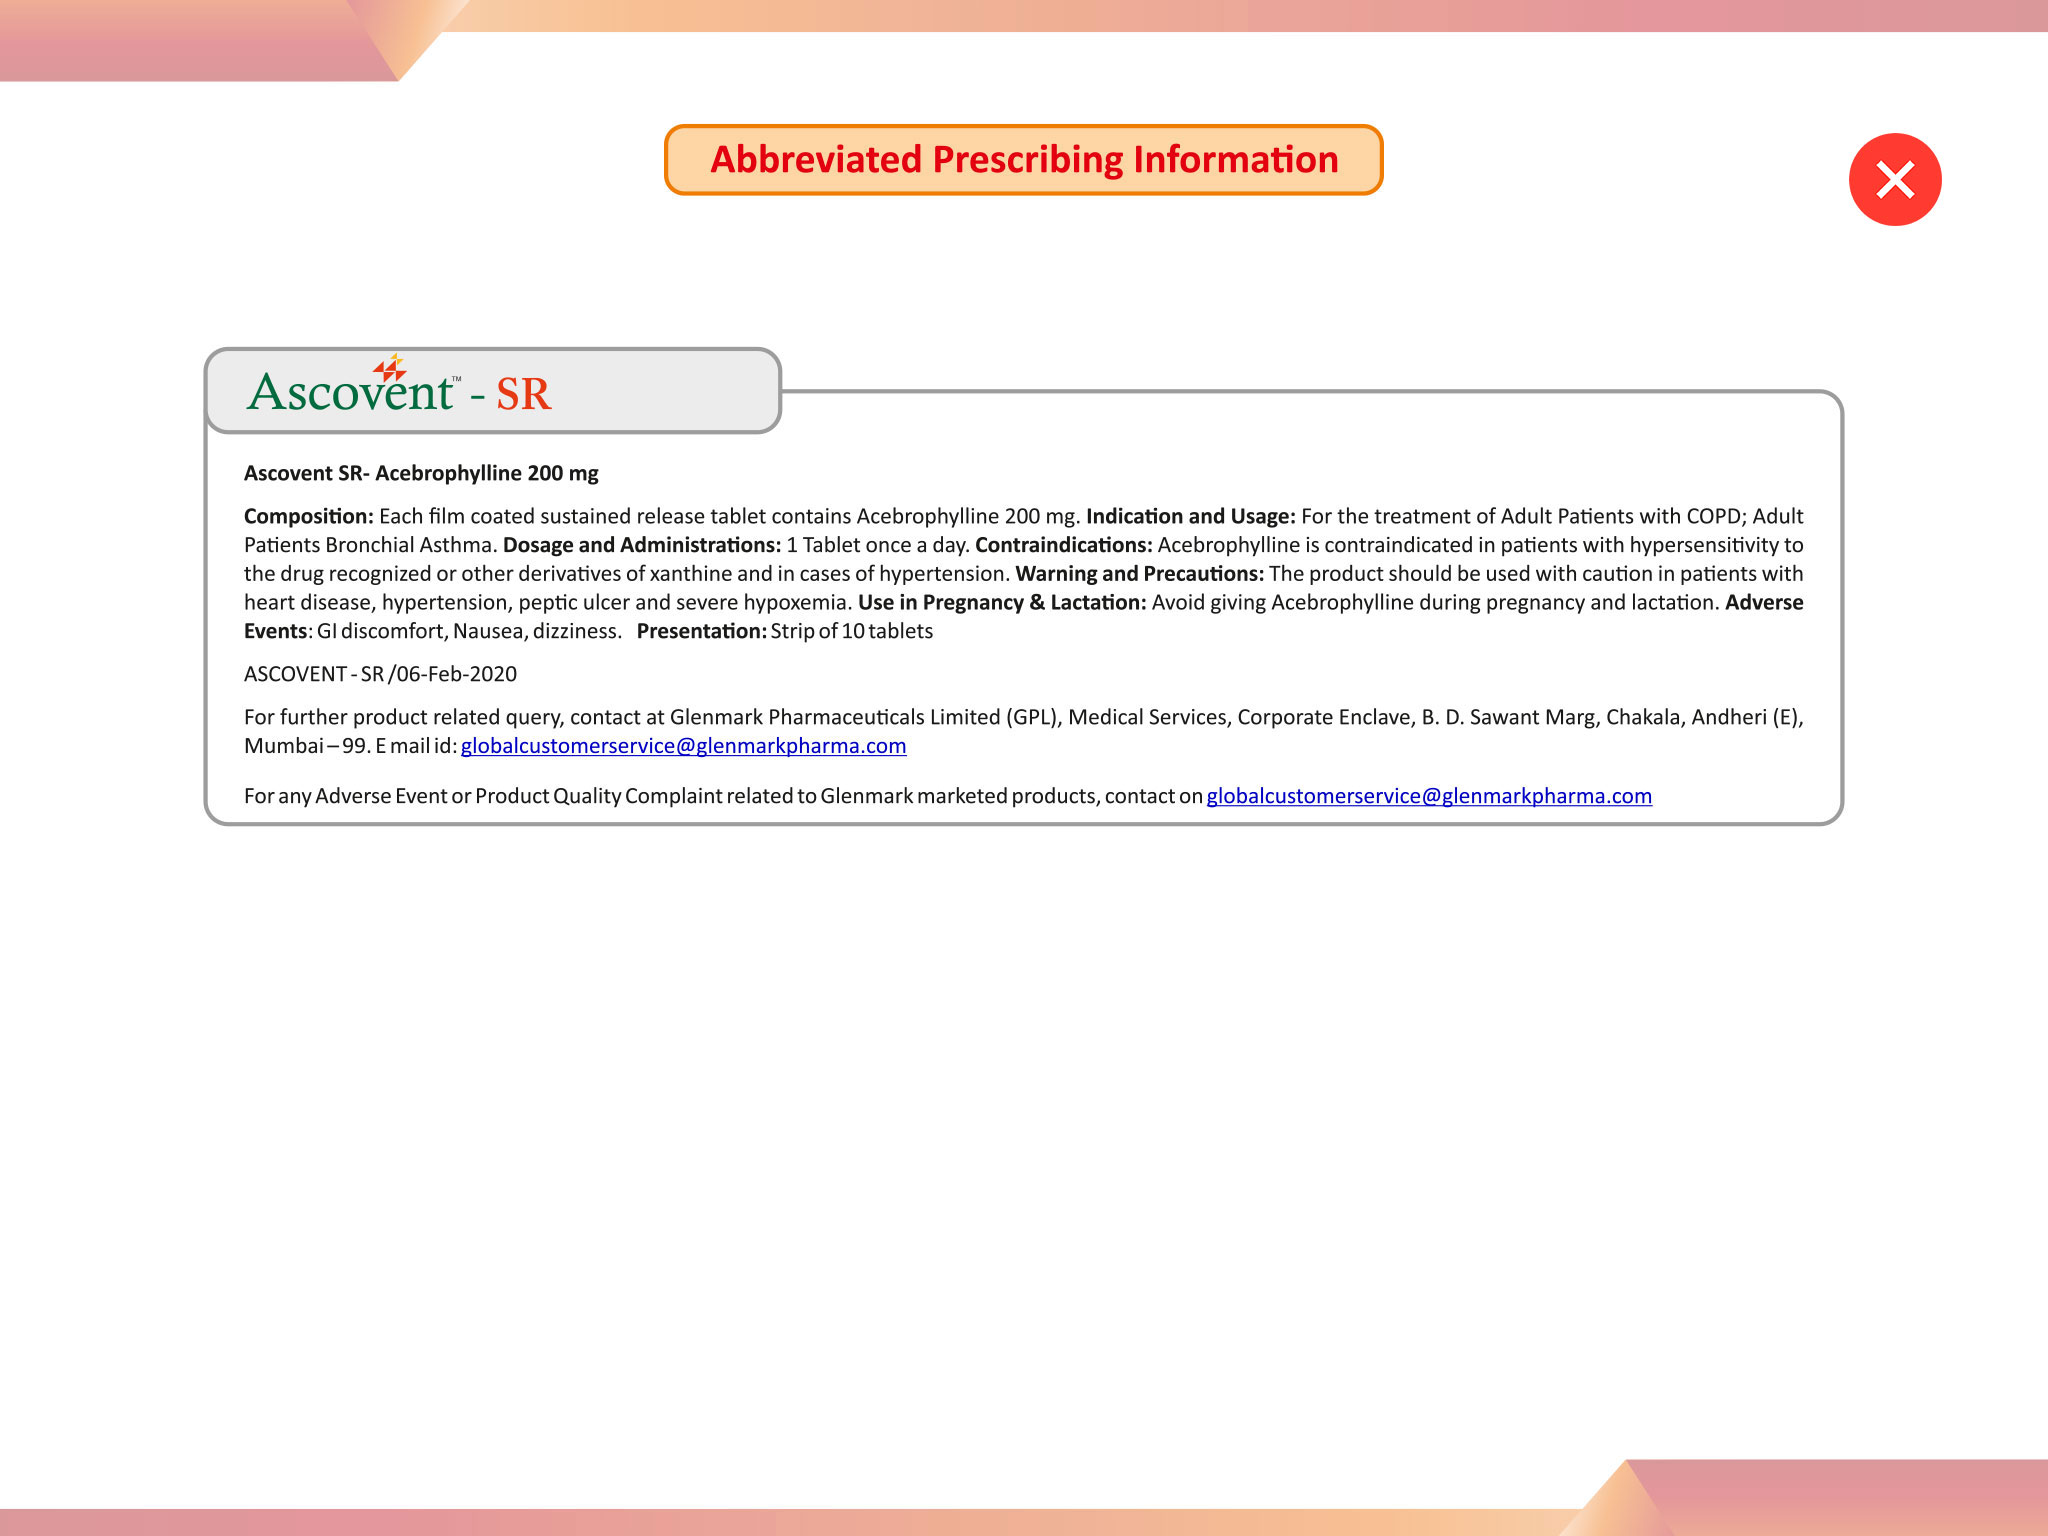 Abbreviated Prescribing Information
Ascovent™ - SR
Ascovent SR- Acebrophylline 200 mg
Composition: Each film coated sustained release tablet contains Acebrophylline 200 mg. Indication and Usage: For the treatment of Adult Patients with COPD; Adult
Patients Bronchial Asthma. Dosage and Administrations: 1 Tablet once a day. Contraindications: Acebrophylline is contraindicated in patients with hypersensitivity to
the drug recognized or other derivatives of xanthine and in cases of hypertension. Warning and Precautions: The product should be used with caution in patients with
heart disease, hypertension, peptic ulcer and severe hypoxemia. Use in Pregnancy & Lactation: Avoid giving Acebrophylline during pregnancy and lactation. Adverse
Events: GI discomfort, Nausea, dizziness. Presentation: Strip of 10 tablets
ASCOVENT - SR /06-Feb-2020
For further product related query, contact at Glenmark Pharmaceuticals Limited (GPL), Medical Services, Corporate Enclave, B. D. Sawant Marg, Chakala, Andheri (E),
Mumbai – 99. E mail id: globalcustomerservice@glenmarkpharma.com
For any Adverse Event or Product Quality Complaint related to Glenmark marketed products, contact on globalcustomerservice@glenmarkpharma.com